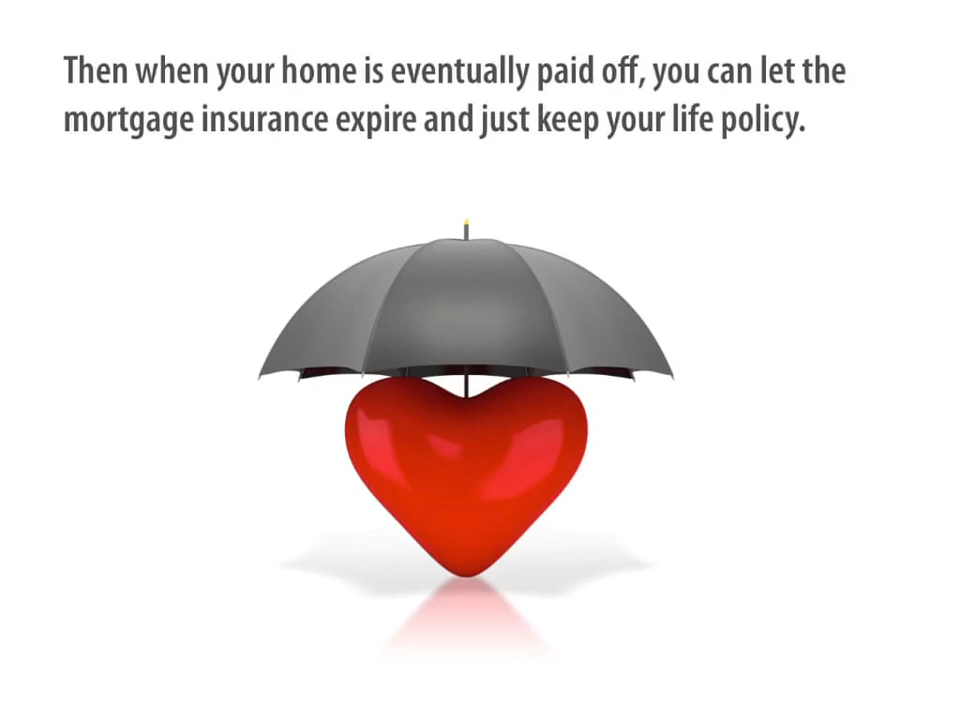 Then when your home is eventually paid off, you can let the
mortgage insurance expire and just keep your life policy.